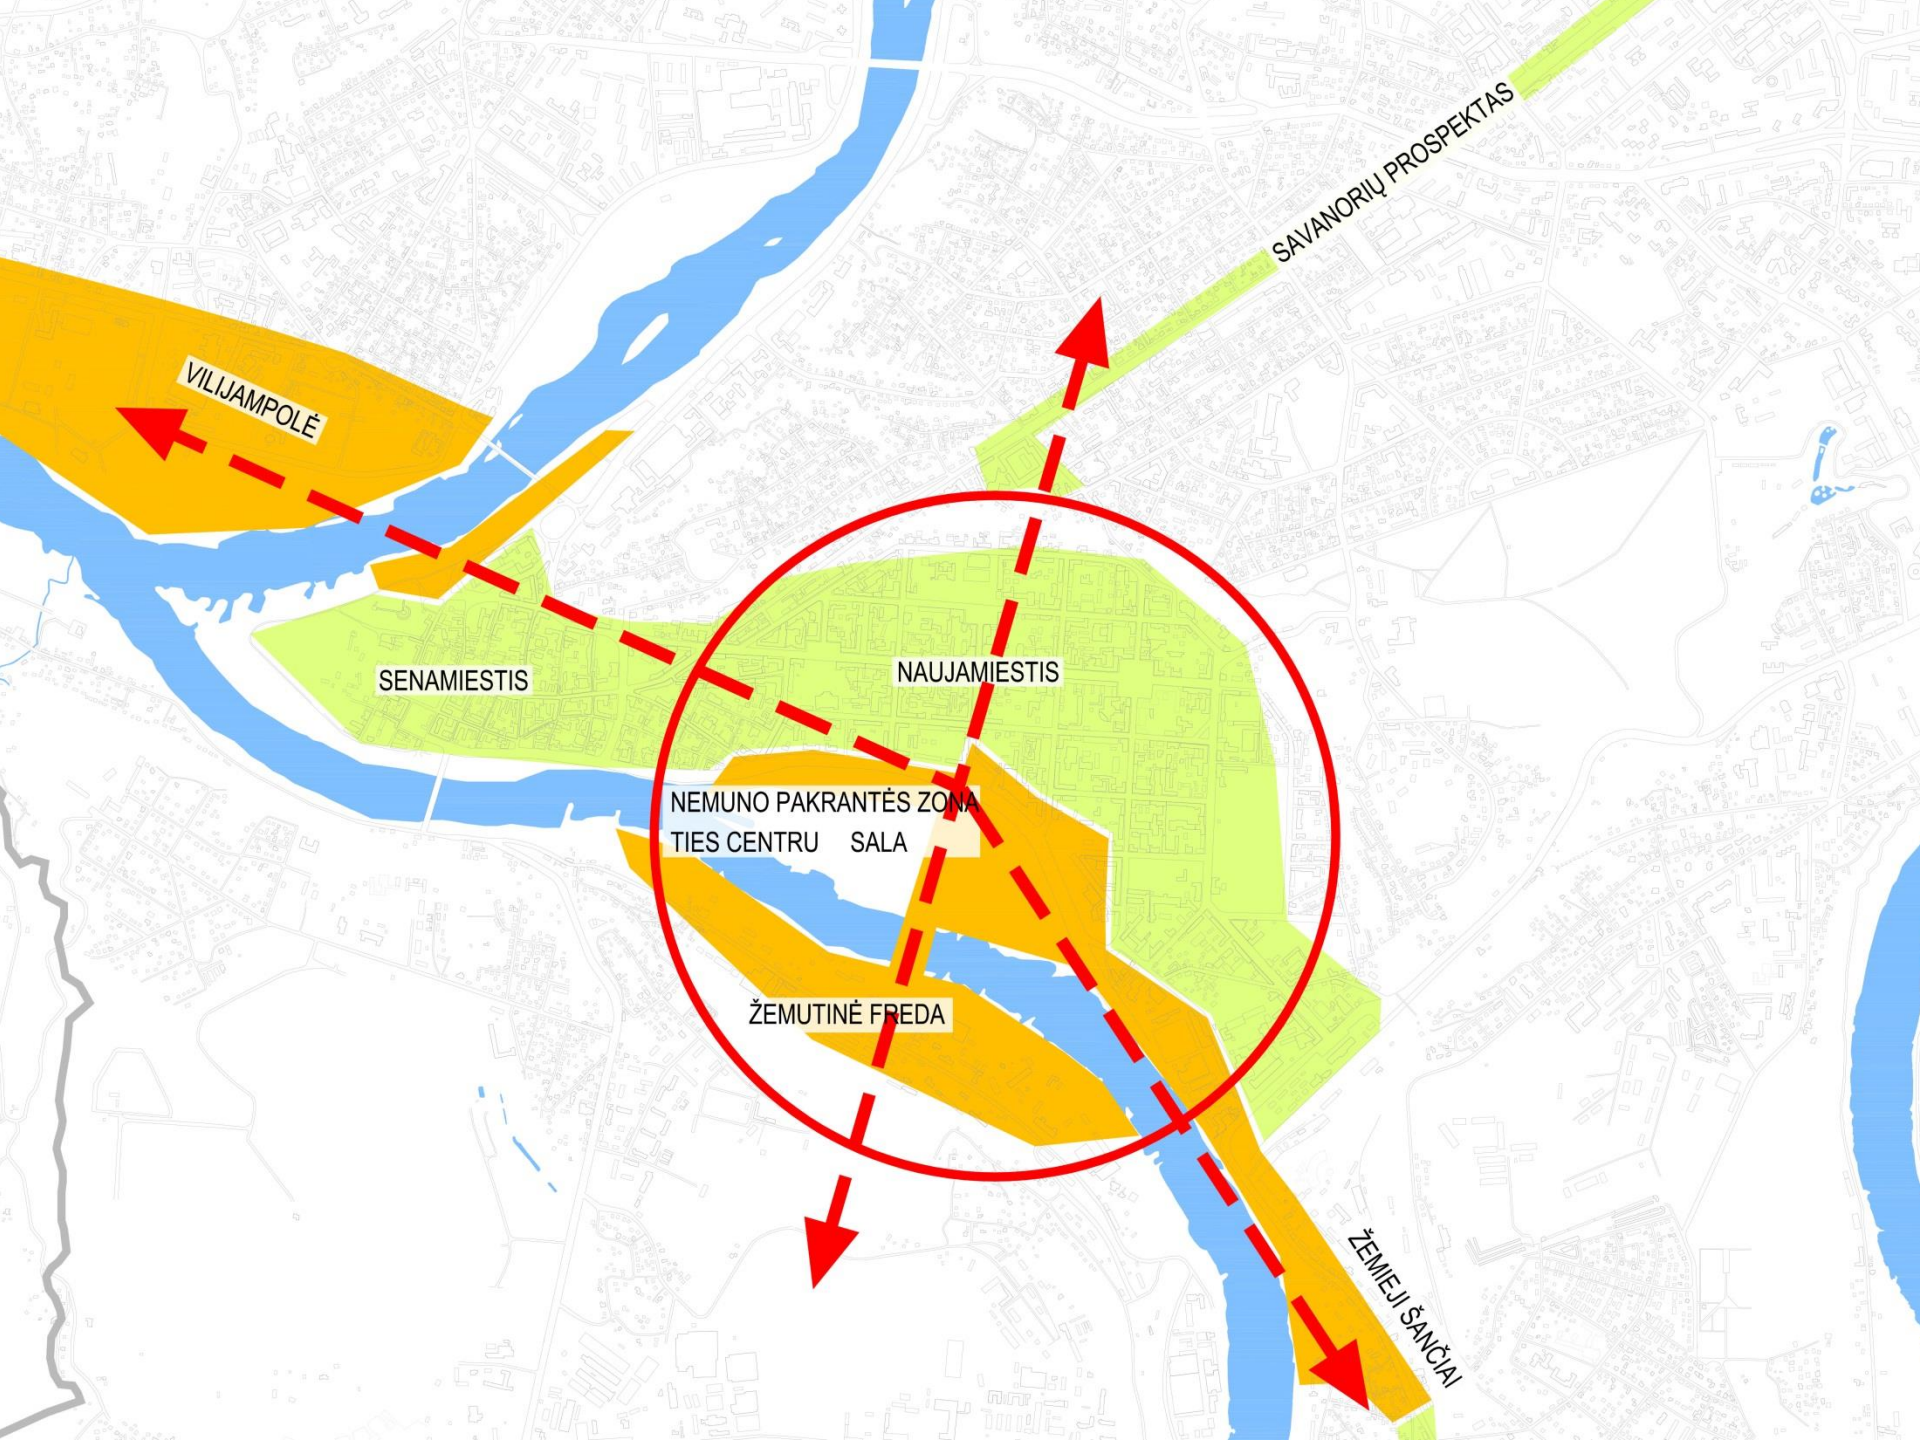 SAVANORIŲ PROSPEKTAS
VILIJAMPOLĖ
SENAMIESTIS
NAUJAMIESTIS
NEMUNO PAKRANTĖS ZONA
TIES CENTRU SALA
ŽEMUTINĖ FREDA
ŽEMIEJI ŠANČIAI